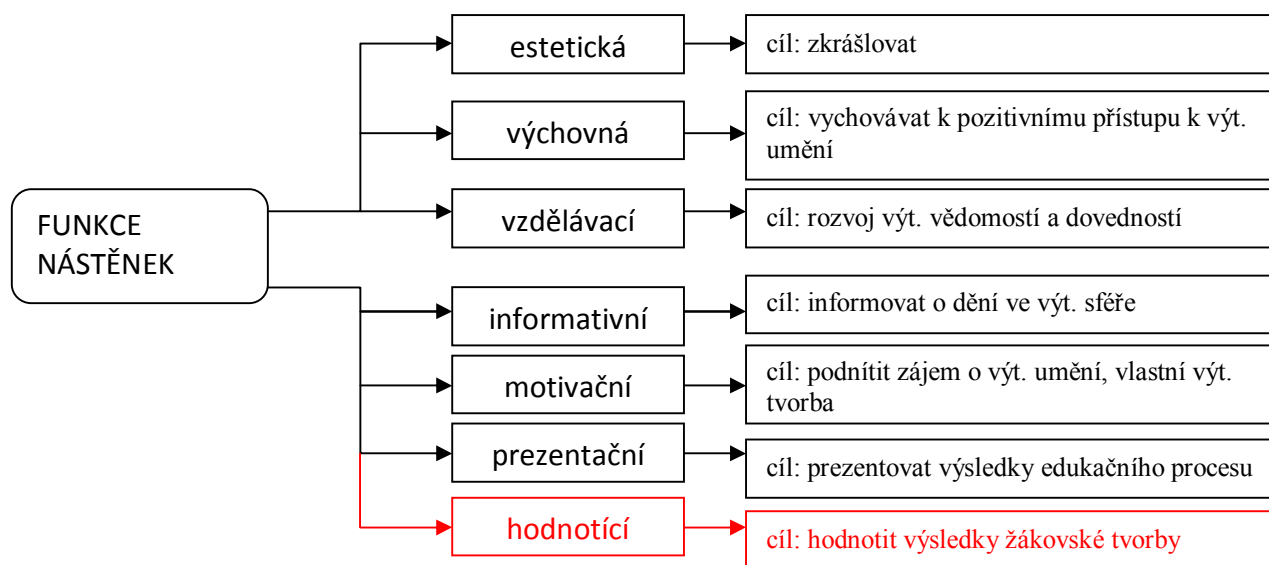 FUNKCE
NÁSTĚNEK
estetická
cíl: zkrášlovat
výchovná
cíl: vychovávat k pozitivnímu přístupu k výt.
umění
vzdělávací
cíl: rozvoj výt. vědomostí a dovedností
informativní
cíl: informovat o dění ve výt. sféře
motivační
cíl: podnítit zájem o výt. umění, vlastní výt.
tvorba
prezentační
cíl: prezentovat výsledky edukačního procesu
hodnotící
cíl: hodnotit výsledky žákovské tvorby